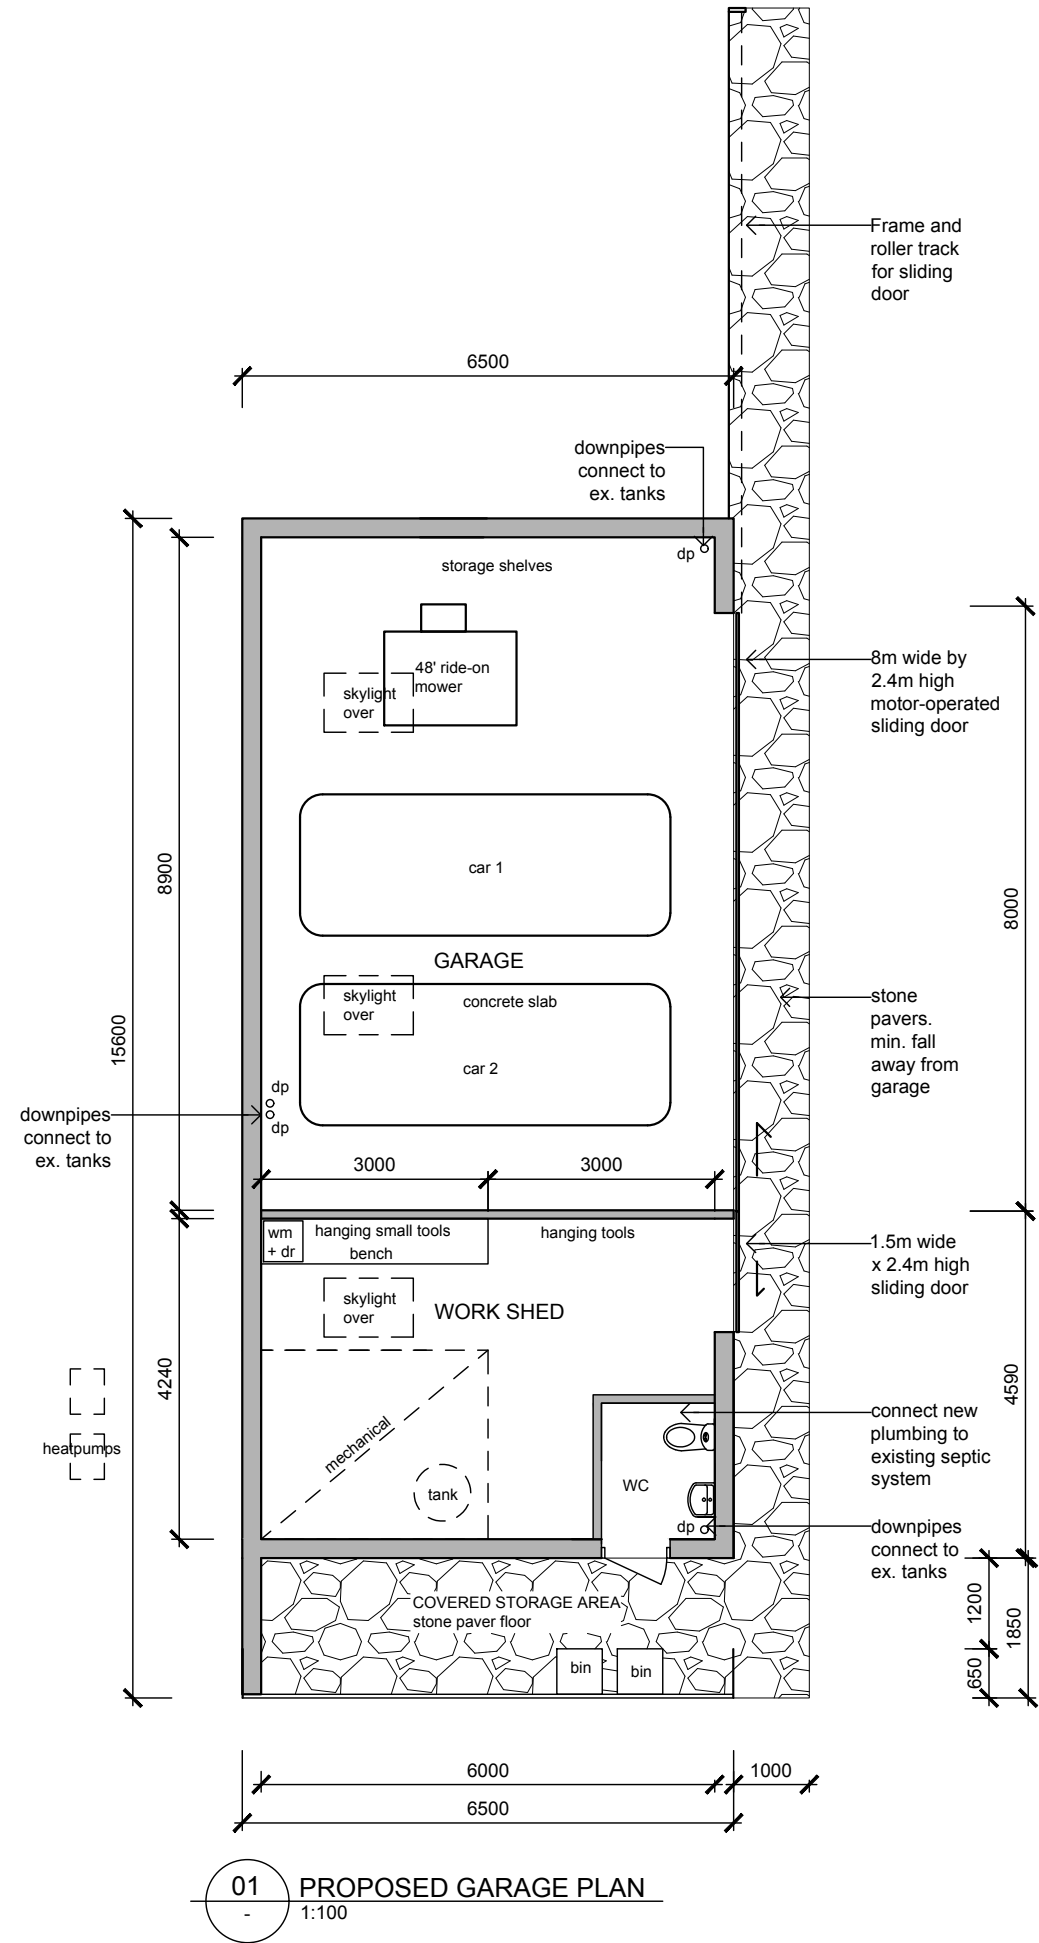 Frame and
roller track
for sliding
door
6500
downpipes
connect to
ex. tanks
dp
storage shelves
48' ride-on
mower
skylight
over
8m wide by
2.4m high
motor-operated
sliding door
car 1
8900
8000
GARAGE
skylight
over
concrete slab
stone
pavers.
min. fall
away from
garage
15600
car 2
dp
dp
downpipes
connect to
ex. tanks
3000
3000
wm
+ dr
hanging small tools
bench
hanging tools
1.5m wide
x 2.4m high
sliding door
skylight
over
WORK SHED
4240
4590
heatpumps
mechanical
tank
connect new
plumbing to
existing septic
system
WC
dp
downpipes
connect to
ex. tanks
COVERED STORAGE AREA
stone paver floor
1200
1850
650
bin
bin
6000
1000
6500
01
-
PROPOSED GARAGE PLAN
1:100